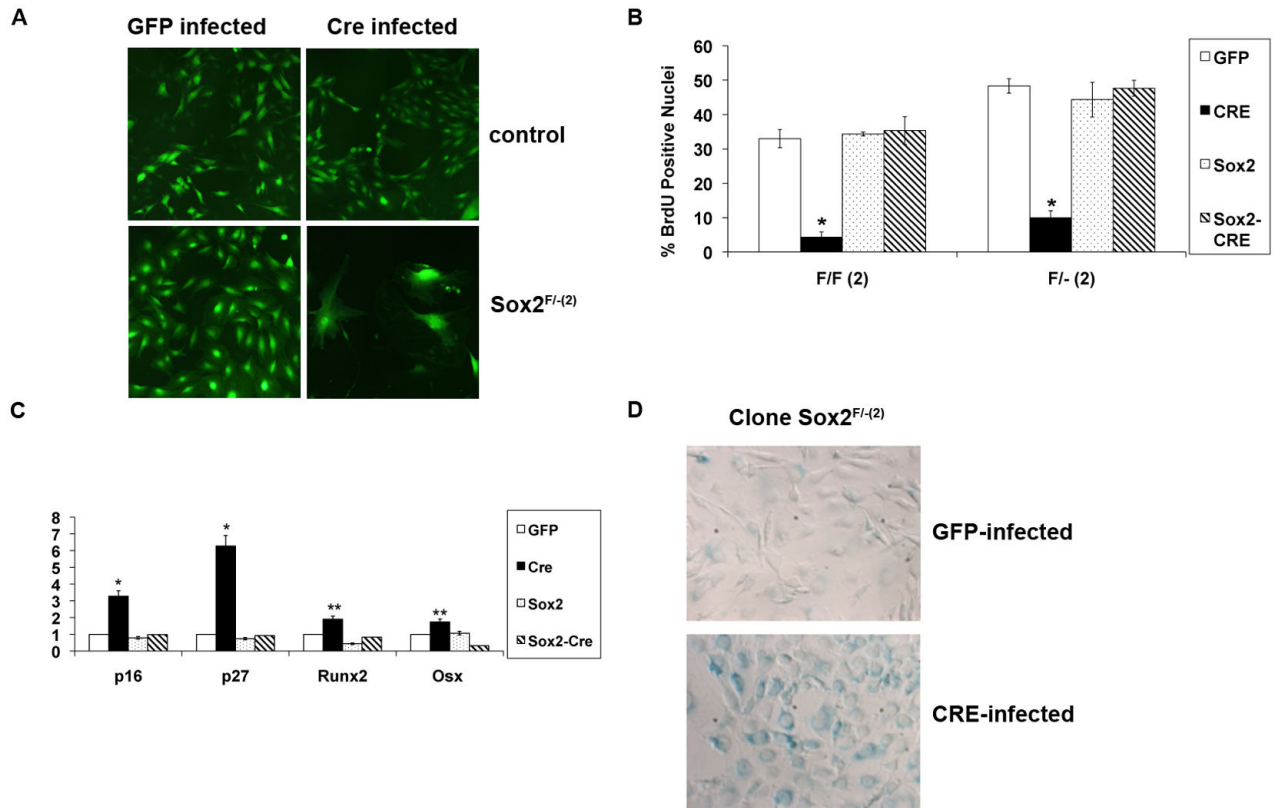 A
GFP infected
Cre infected
control
Sox2F/-(2)
B
% BrdU Positive Nuclei
60
50
40
30
20
10
0
*
*
F/F (2)
F/- (2)
GFP
CRE
Sox2
Sox2-
CRE
C
8
7
6
5
4
3
2
1
0
*
*
**
**
p16
p27
Runx2
Osx
GFP
Cre
Sox2
Sox2-Cre
D
Clone Sox2F/-(2)
GFP-infected
CRE-infected